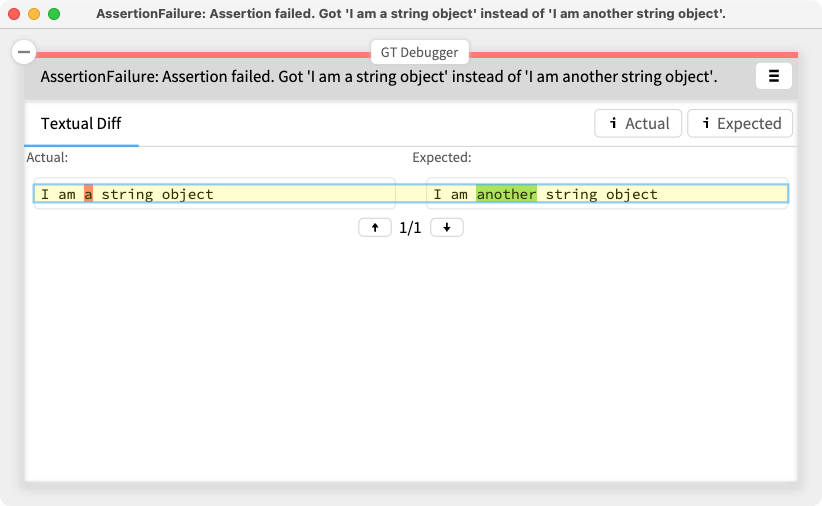 AssertionFailure: Assertion failed. Got 'I am a string object' instead of 'I am another string object'.
GT Debugger
AssertionFailure: Assertion failed. Got 'I am a string object' instead of 'I am another string object'.
Textual Diff
i Actual
i Expected
Actual:
Expected:
I am a string object
I am another string object
1/1